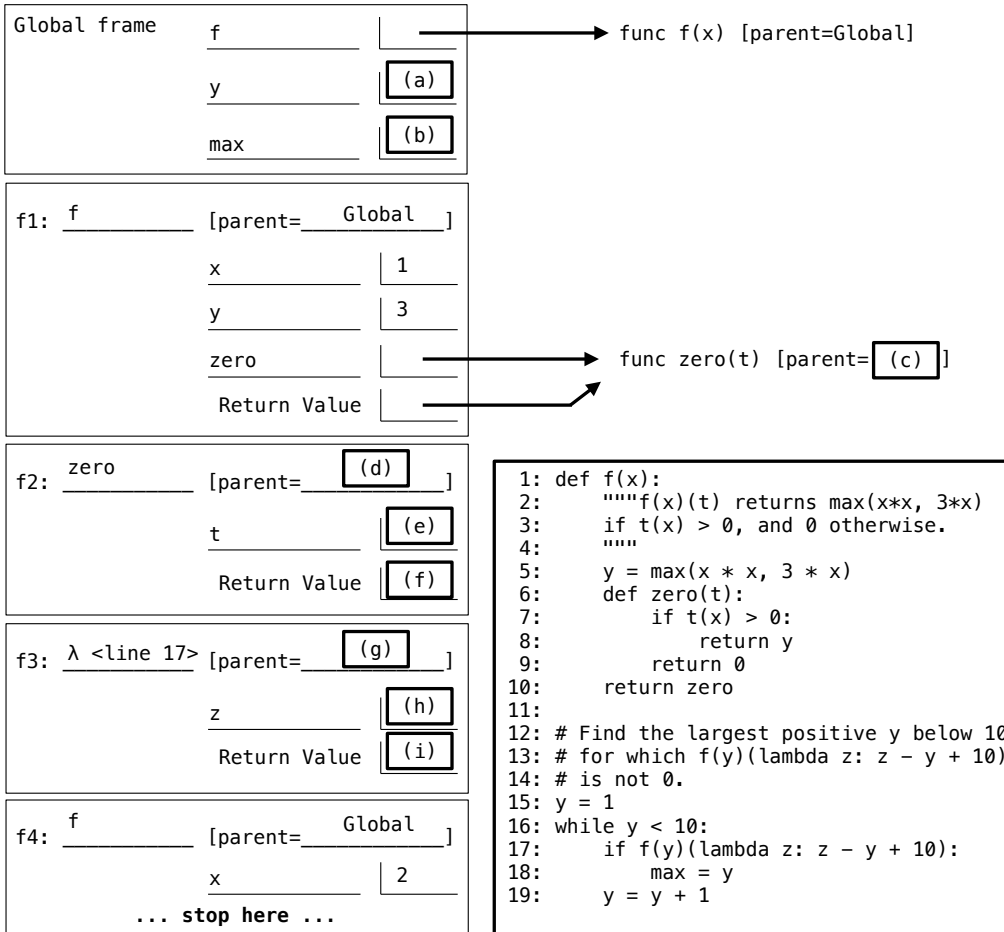 Global frame
f
func f(x) [parent=Global]
y
(a)
max
(b)
f1: f [parent=Global]
x 1
y 3
zero
func zero(t) [parent= (c) ]
Return Value
f2: zero [parent= (d) ]
t (e)
Return Value (f)
f3: λ <line 17> [parent= (g) ]
z (h)
Return Value (i)
f4: f [parent=Global]
x 2
... stop here ...
1: def f(x):
2: """f(x)(t) returns max(x*x, 3*x)
3: if t(x) > 0, and 0 otherwise.
4: """
5: y = max(x * x, 3 * x)
6: def zero(t):
7: if t(x) > 0:
8: return y
9: return 0
10: return zero
11:
12: # Find the largest positive y below 10
13: # for which f(y)(lambda z: z – y + 10)
14: # is not 0.
15: y = 1
16: while y < 10:
17: if f(y)(lambda z: z – y + 10):
18: max = y
19: y = y + 1